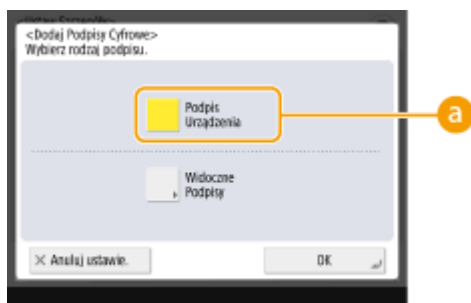 <Dodaj Podpisy Cyfrowe>
Wybierz rodzaj podpisu.
Podpis
Urządzenia
a
Widoczne
Podpisy
× Anuluj ustawie.
OK